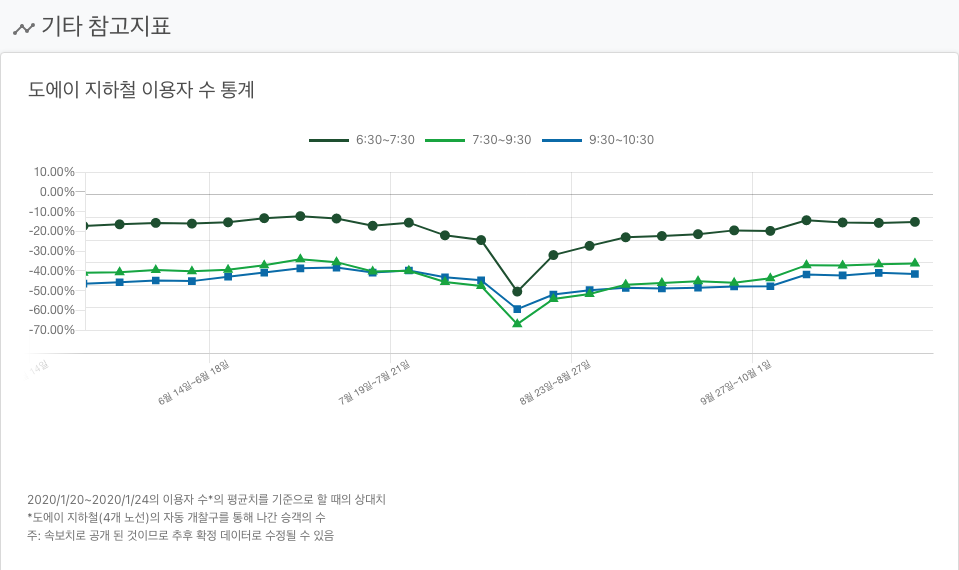 기타 참고지표
도에이 지하철 이용자 수 통계
6:30~7:30 7:30~9:30 9:30~10:30
10.00%
0.00%
-10.00%
-20.00%
-30.00%
-40.00%
-50.00%
-60.00%
-70.00%
14일
6월 14일~6월 18일
7월 19일~7월 21일
8월 23일~8월 27일
9월 27일~10월 1일
2020/1/20~2020/1/24의 이용자 수*의 평균치를 기준으로 할 때의 상대치
*도에이 지하철(4개 노선)의 자동 개찰구를 통해 나간 승객의 수
주: 속보치로 공개 된 것이므로 추후 확정 데이터로 수정될 수 있음